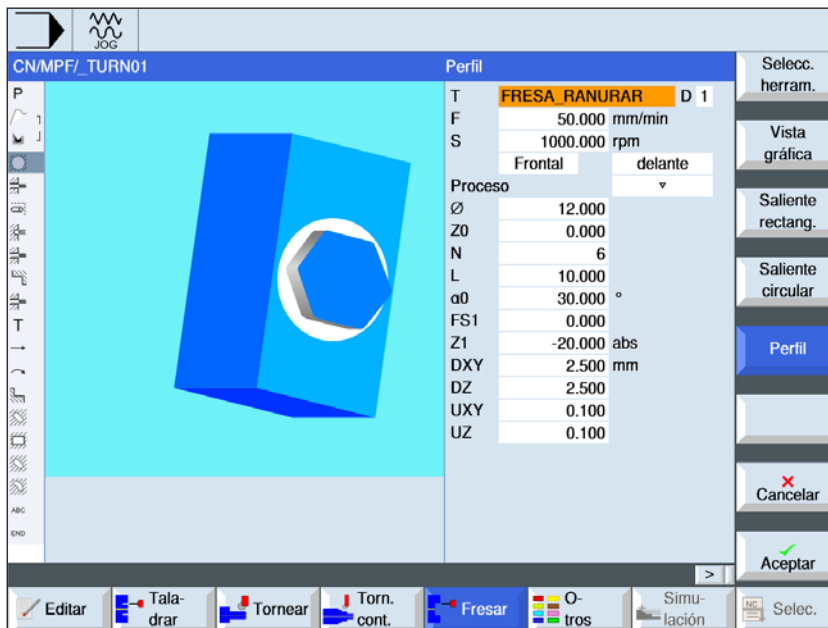 JOG
CN/MPF/_TURN01
Perfil
P
T
ABC
END
T FRESA_RANURAR D 1
F 50.000 mm/min
S 1000.000 rpm
Frontal delante
Proceso ▿
Ø 12.000
Z0 0.000
N 6
L 10.000
α0 30.000 °
FS1 0.000
Z1 -20.000 abs
DXY 2.500 mm
DZ 2.500
UXY 0.100
UZ 0.100
Selecc.
herram.
Vista
gráfica
Saliente
rectang.
Saliente
circular
Perfil
Cancelar
Aceptar
>
Editar
Tala-
drar
Tornear
Torn.
cont.
Fresar
O-
tros
Simu-
lación
NC
Selec.